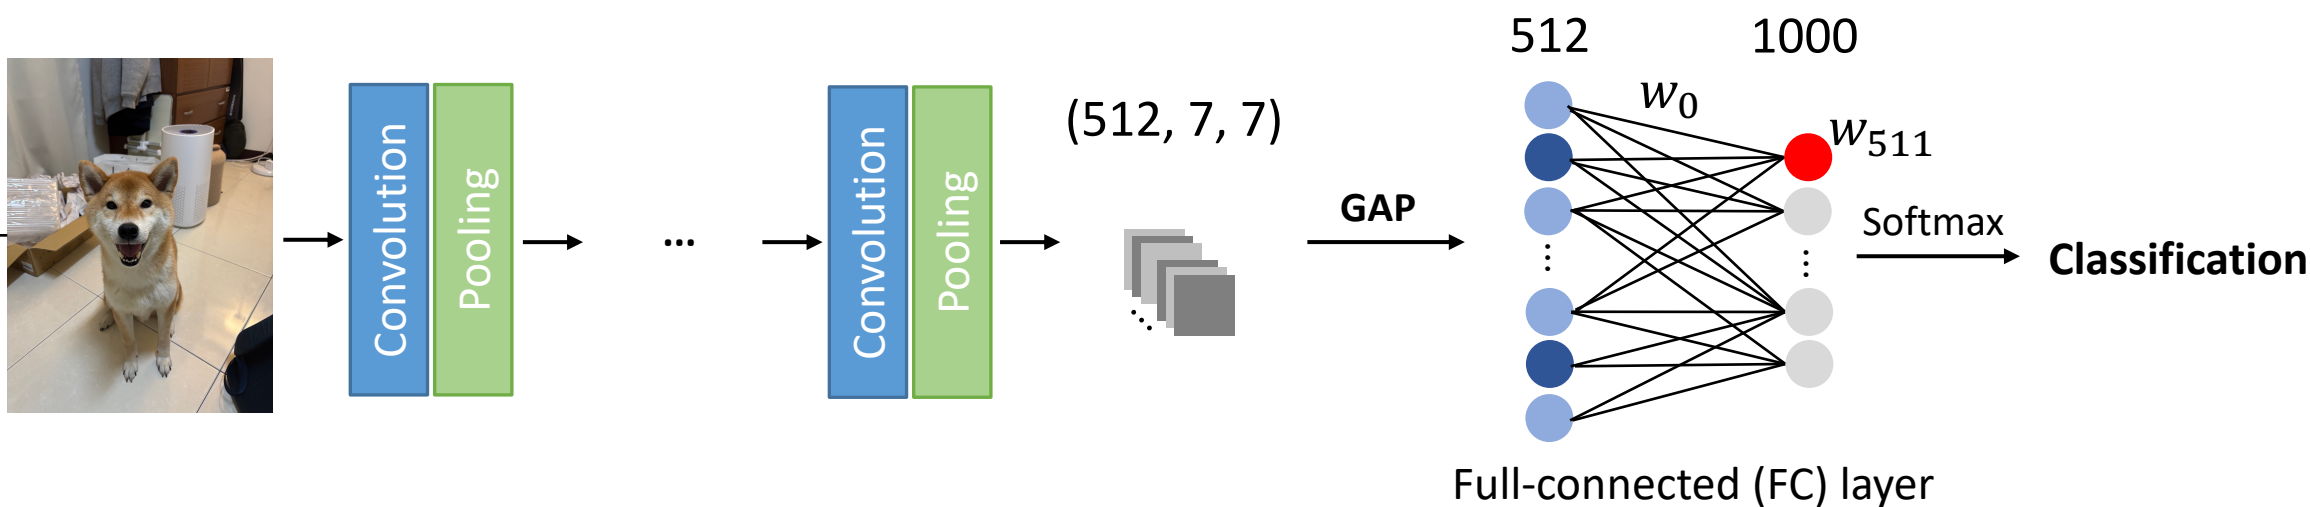 Convolution
Pooling
...
Convolution
Pooling
(512, 7, 7)
GAP
512
1000
w₀
w₅₁₁
Softmax
Classification
Full-connected (FC) layer